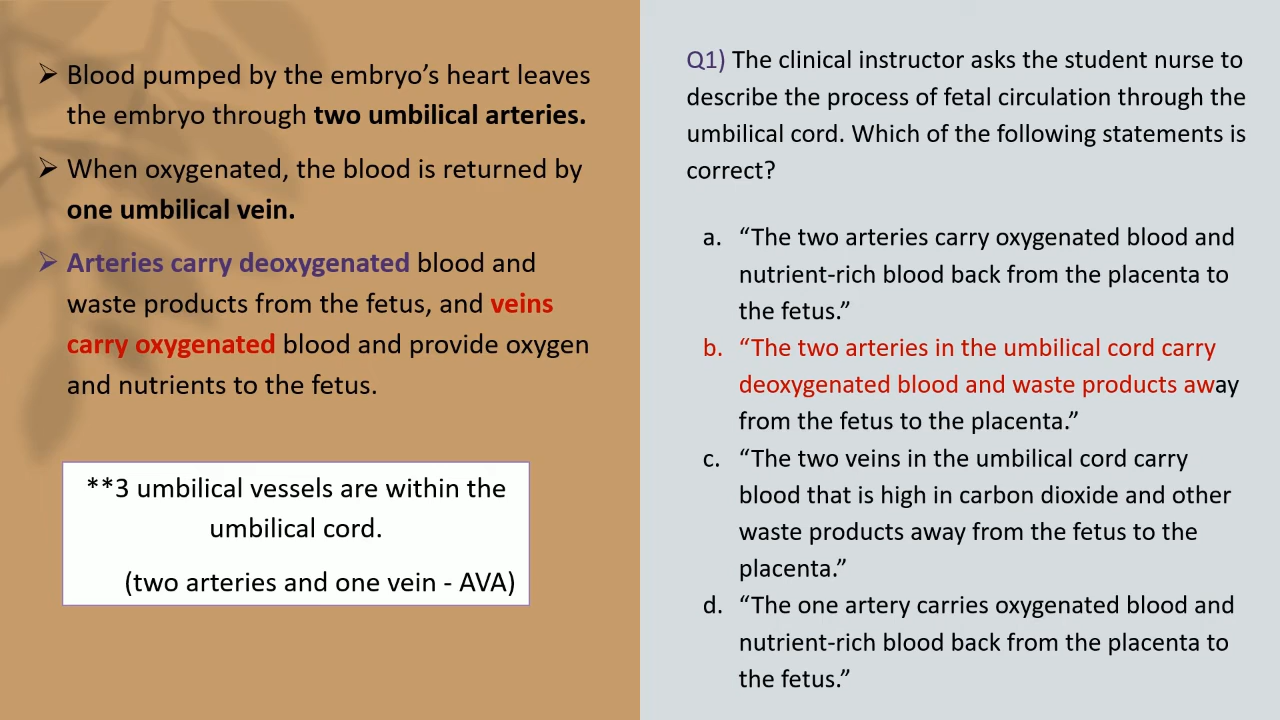 ➢ Blood pumped by the embryo’s heart leaves
the embryo through two umbilical arteries.
➢ When oxygenated, the blood is returned by
one umbilical vein.
➢ Arteries carry deoxygenated blood and
waste products from the fetus, and veins
carry oxygenated blood and provide oxygen
and nutrients to the fetus.
**3 umbilical vessels are within the
umbilical cord.
(two arteries and one vein - AVA)
Q1) The clinical instructor asks the student nurse to
describe the process of fetal circulation through the
umbilical cord. Which of the following statements is
correct?
a. “The two arteries carry oxygenated blood and
nutrient-rich blood back from the placenta to
the fetus.”
b. “The two arteries in the umbilical cord carry
deoxygenated blood and waste products away
from the fetus to the placenta.”
c. “The two veins in the umbilical cord carry
blood that is high in carbon dioxide and other
waste products away from the fetus to the
placenta.”
d. “The one artery carries oxygenated blood and
nutrient-rich blood back from the placenta to
the fetus.”